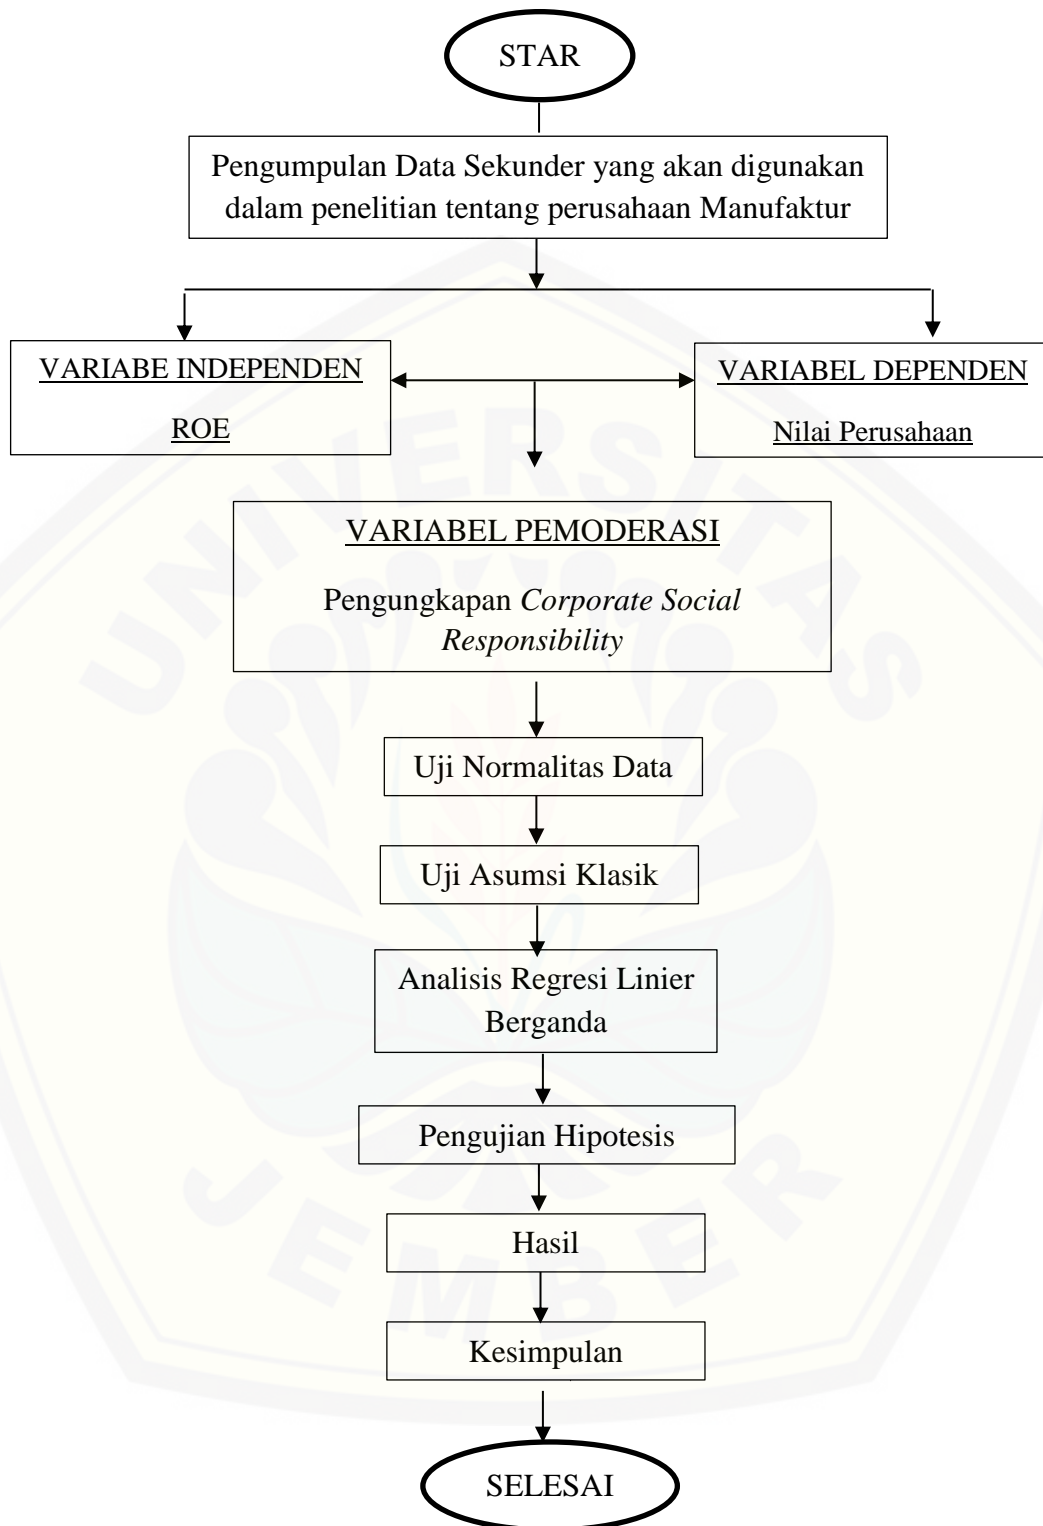 STAR
Pengumpulan Data Sekunder yang akan digunakan
dalam penelitian tentang perusahaan Manufaktur
VARIABE INDEPENDEN
ROE
VARIABEL DEPENDEN
Nilai Perusahaan
VARIABEL PEMODERASI
Pengungkapan Corporate Social
Responsibility
Uji Normalitas Data
Uji Asumsi Klasik
Analisis Regresi Linier
Berganda
Pengujian Hipotesis
Hasil
Kesimpulan
SELESAI
UNIVERSITAS
JEMBER